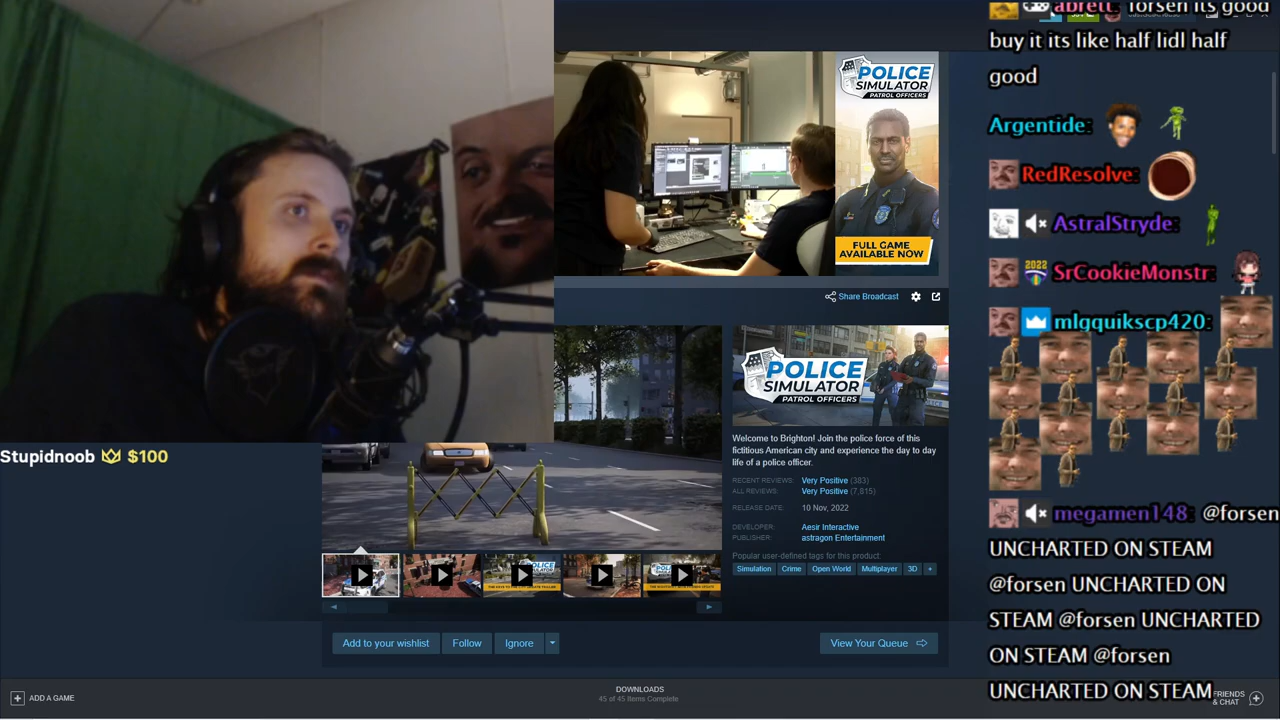 abrett: forsen its good
buy it its like half lidl half
good
Argentide:
RedResolve:
AstralStryde:
2022
SrCookieMonstr:
mlgquikscp420:
megamen148: @forsen
UNCHARTED ON STEAM
@forsen UNCHARTED ON
STEAM @forsen UNCHARTED
ON STEAM @forsen
UNCHARTED ON STEAM
POLICE
SIMULATOR
PATROL OFFICERS
FULL GAME
AVAILABLE NOW
Share Broadcast
POLICE
SIMULATOR
PATROL OFFICERS
Welcome to Brighton! Join the police force of this
fictitious American city and experience the day to day
life of a police officer.
RECENT REVIEWS: Very Positive (383)
ALL REVIEWS: Very Positive (7,815)
RELEASE DATE: 10 Nov, 2022
DEVELOPER: Aesir Interactive
PUBLISHER: astragon Entertainment
Popular user-defined tags for this product:
Simulation Crime Open World Multiplayer 3D +
Stupidnoob $100
Add to your wishlist Follow Ignore View Your Queue
ADD A GAME
DOWNLOADS
45 of 45 Items Complete
FRIENDS
& CHAT